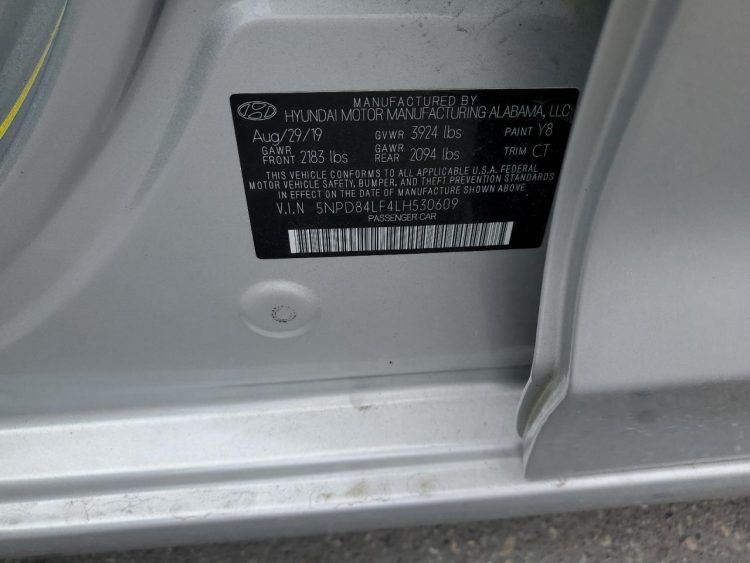 MANUFACTURED BY
HYUNDAI MOTOR MANUFACTURING ALABAMA, LLC
Aug/29/19 GVWR 3924 lbs PAINT Y8
GAWR FRONT 2183 lbs GAWR REAR 2094 lbs TRIM CT
THIS VEHICLE CONFORMS TO ALL APPLICABLE U.S.A. FEDERAL
MOTOR VEHICLE SAFETY, BUMPER, AND THEFT PREVENTION STANDARDS
IN EFFECT ON THE DATE OF MANUFACTURE SHOWN ABOVE
V.I.N 5NPD84LF4LH530609
PASSENGER CAR